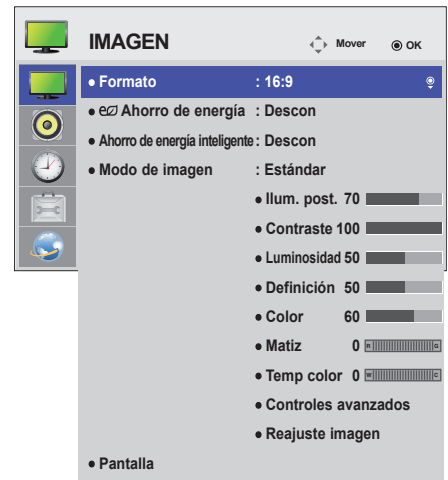 IMAGEN Mover OK
• Formato : 16:9
• e Ahorro de energía : Descon
• Ahorro de energía inteligente : Descon
• Modo de imagen : Estándar
• Ilum. post. 70
• Contraste 100
• Luminosidad 50
• Definición 50
• Color 60
• Matiz 0 R G
• Temp color 0 W C
• Controles avanzados
• Reajuste imagen
• Pantalla